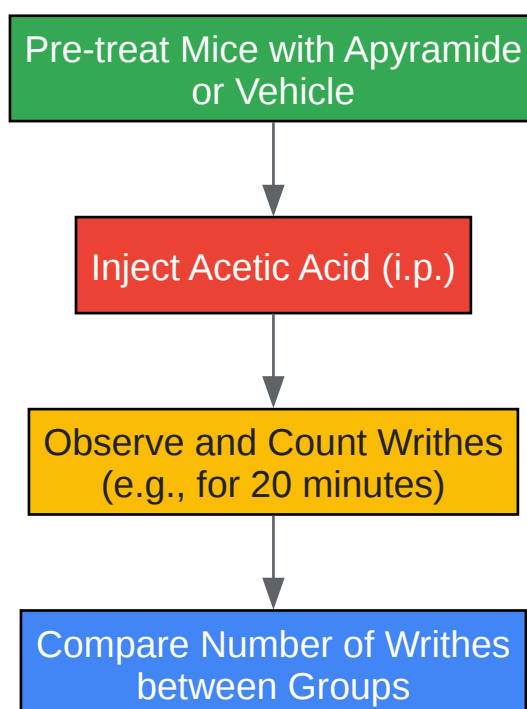 Pre-treat Mice with Apyramide
or Vehicle
Inject Acetic Acid (i.p.)
Observe and Count Writhes
(e.g., for 20 minutes)
Compare Number of Writhes
between Groups